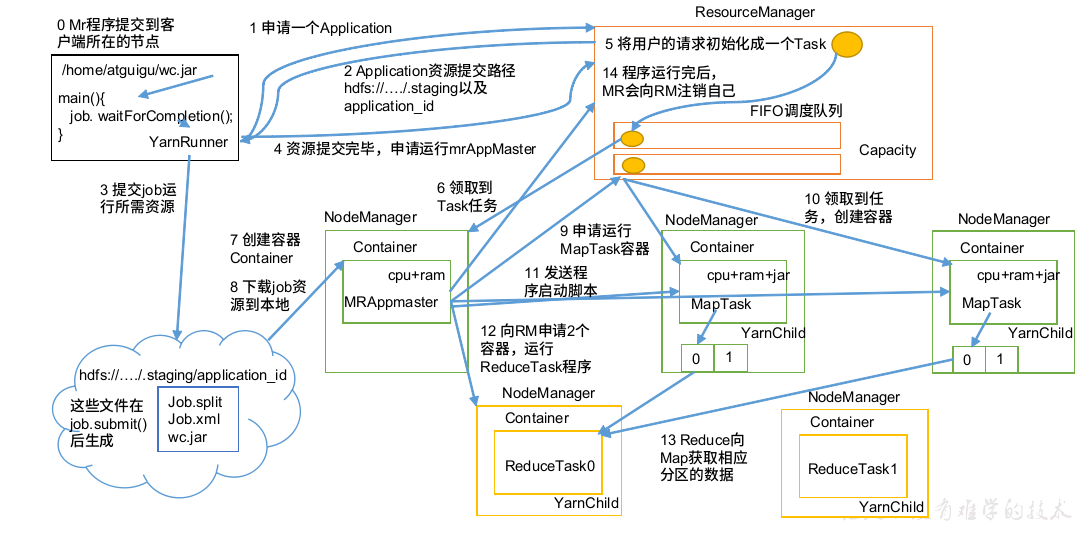 0 Mr程序提交到客
户端所在的节点
/home/atguigu/wc.jar
main(){
job. waitForCompletion();
}
YarnRunner
1 申请一个Application
2 Application资源提交路径
hdfs://…./.staging以及
application_id
4 资源提交完毕，申请运行mrAppMaster
ResourceManager
5 将用户的请求初始化成一个Task
14 程序运行完后，
MR会向RM注销自己
FIFO调度队列
Capacity
3 提交job运
行所需资源
6 领取到
Task任务
7 创建容器
Container
8 下载job资
源到本地
NodeManager
Container
cpu+ram
MRAppmaster
9 申请运行
MapTask容器
11 发送程
序启动脚本
12 向RM申请2个
容器，运行
ReduceTask程序
NodeManager
Container
cpu+ram+jar
MapTask
YarnChild
0
1
10 领取到任
务，创建容器
NodeManager
Container
cpu+ram+jar
MapTask
YarnChild
0
1
hdfs://…./.staging/application_id
这些文件在
job.submit()
后生成
Job.split
Job.xml
wc.jar
NodeManager
Container
ReduceTask0
YarnChild
13 Reduce向
Map获取相应
分区的数据
NodeManager
Container
ReduceTask1
YarnChild
有难学的技术